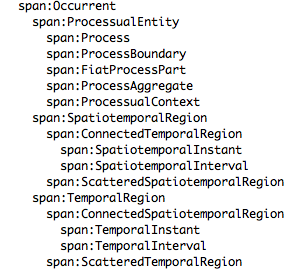 span:Occurrent
span:ProcessualEntity
span:Process
span:ProcessBoundary
span:FiatProcessPart
span:ProcessAggregate
span:ProcessualContext
span:SpatiotemporalRegion
span:ConnectedTemporalRegion
span:SpatiotemporalInstant
span:SpatiotemporalInterval
span:ScatteredSpatiotemporalRegion
span:TemporalRegion
span:ConnectedSpatiotemporalRegion
span:TemporalInstant
span:TemporalInterval
span:ScatteredTemporalRegion